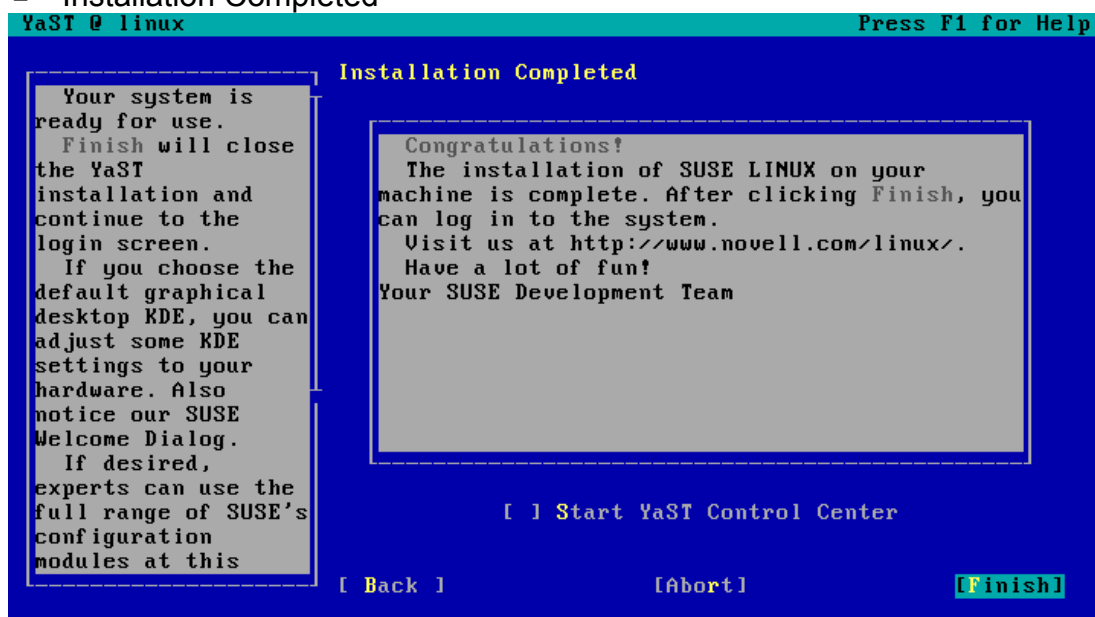 Installation Completed
YaST @ linux Press F1 for Help
Your system is
ready for use.
Finish will close
the YaST
installation and
continue to the
login screen.
If you choose the
default graphical
desktop KDE, you can
adjust some KDE
settings to your
hardware. Also
notice our SUSE
Welcome Dialog.
If desired,
experts can use the
full range of SUSE's
configuration
modules at this
Installation Completed
Congratulations!
The installation of SUSE LINUX on your
machine is complete. After clicking Finish, you
can log in to the system.
Visit us at http://www.novell.com/linux/.
Have a lot of fun!
Your SUSE Development Team
[ ] Start YaST Control Center
[ Back ] [Abort] [Finish]